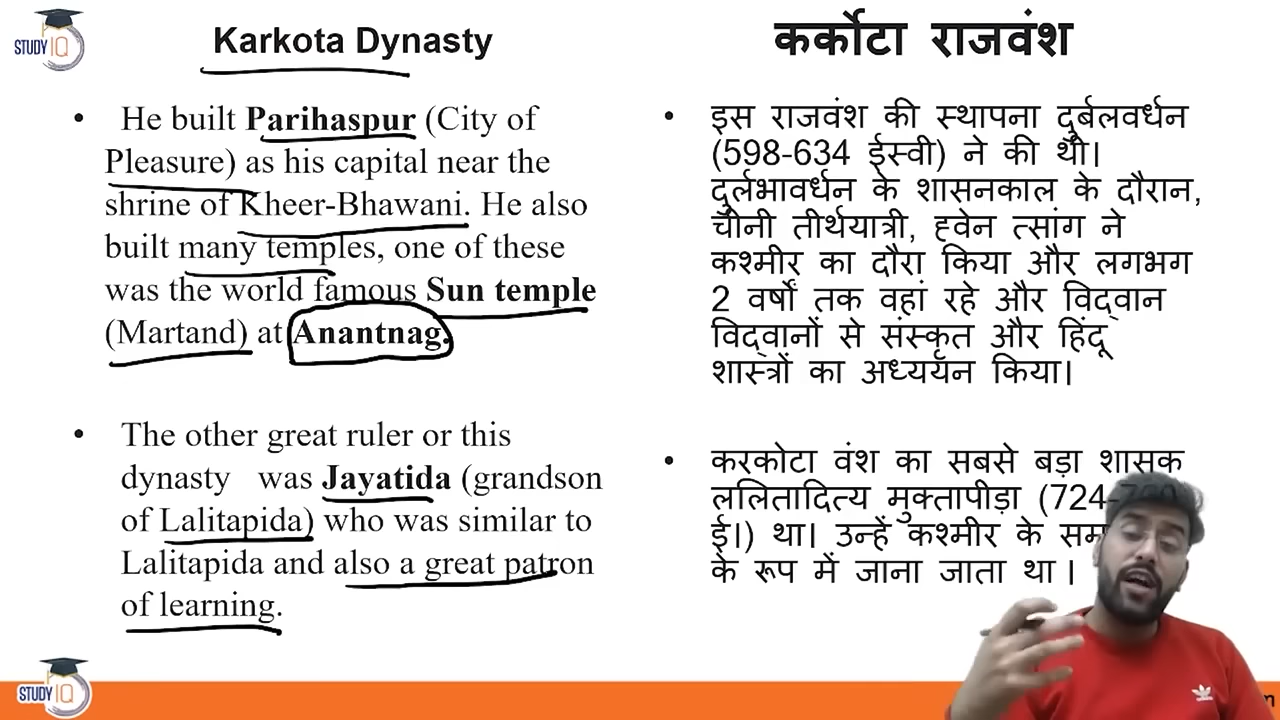 STUDY IQ
Karkota Dynasty
He built Parihaspur (City of
Pleasure) as his capital near the
shrine of Kheer-Bhawani. He also
built many temples, one of these
was the world famous Sun temple
(Martand) at Anantnag.
The other great ruler or this
dynasty was Jayatida (grandson
of Lalitapida) who was similar to
Lalitapida and also a great patron
of learning.
कर्कोटा राजवंश
इस राजवंश की स्थापना दुर्बलवर्धन
(598-634 ईस्वी) ने की थी।
दुर्लभावर्धन के शासनकाल के दौरान,
चीनी तीर्थयात्री, ह्वेन त्सांग ने
कश्मीर का दौरा किया और लगभग
2 वर्षों तक वहां रहे और विद्वान
विद्वानों से संस्कृत और हिंदू
शास्त्रों का अध्ययन किया।
करकोटा वंश का सबसे बड़ा शासक
ललितादित्य मुक्तापीड़ा (724-
ई।) था। उन्हें कश्मीर के
के रूप में जाना जाता था ।
STUDY IQ